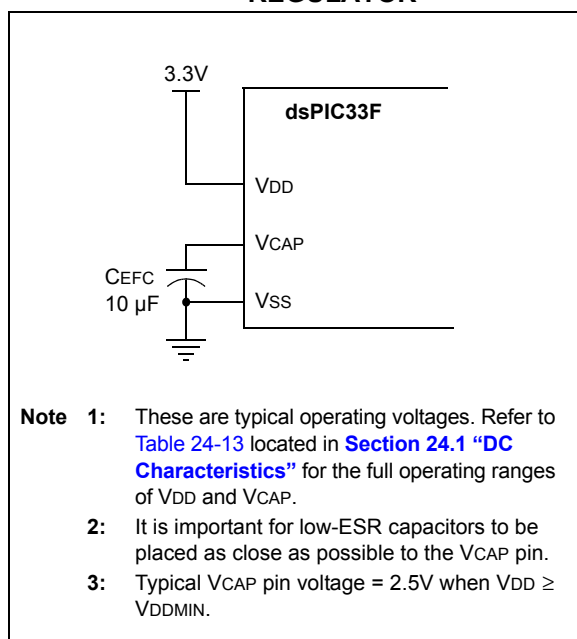 REGULATOR
3.3V
dsPIC33F
VDD
VCAP
CEFC
10 µF
VSS
Note 1: These are typical operating voltages. Refer to
Table 24-13 located in Section 24.1 “DC
Characteristics” for the full operating ranges
of VDD and VCAP.
2: It is important for low-ESR capacitors to be
placed as close as possible to the VCAP pin.
3: Typical VCAP pin voltage = 2.5V when VDD ≥
VDDMIN.